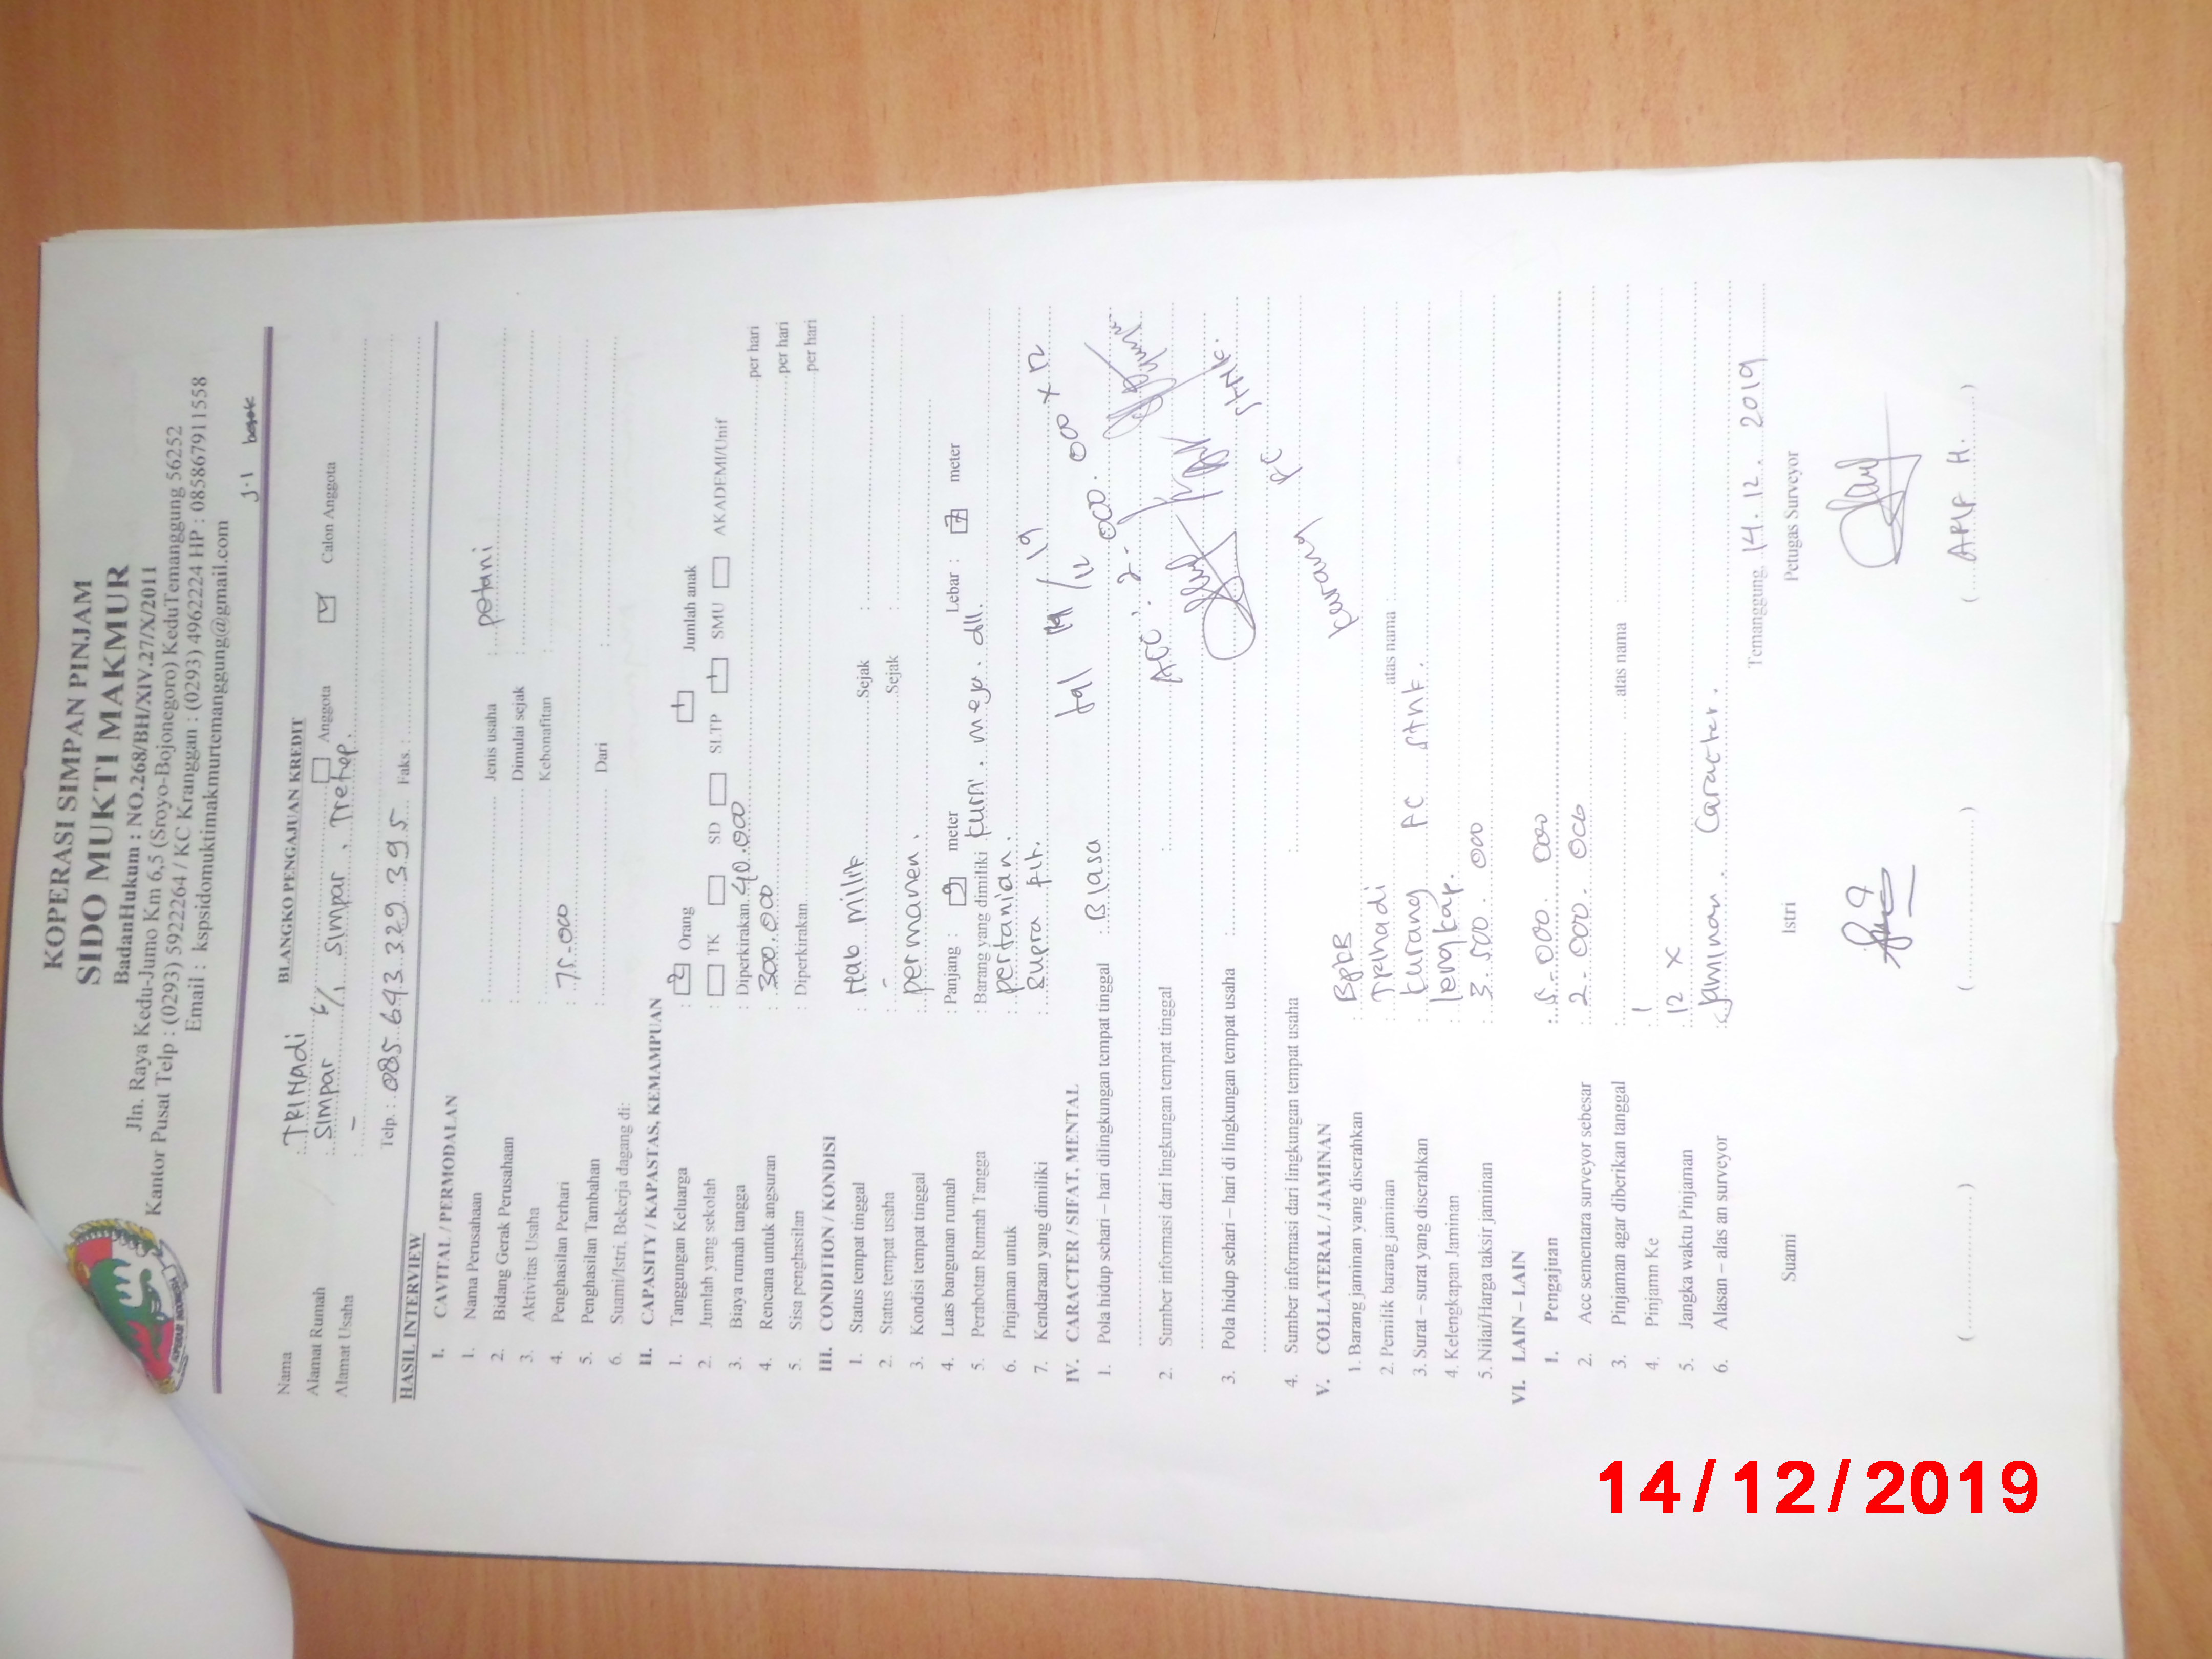 KOPERASI SIMPAN PINJAM
SIDO MUKTI MAKMUR
BadanHukum : NO.268/BH/XIV.27/X/2011
Jln. Raya Kedu-Jumo Km 6,5 (Sroyo-Bojonegoro) KeduTemanggung 56252
Kantor Pusat Telp : (0293) 5922264 / KC Kranggan : (0293) 4962224 HP : 085867911558
Email : kspsidomuktimakmurtemanggung@gmail.com
J-1 besok
BLANGKO PENGAJUAN KREDIT
Nama : TRIHadi Anggota Calon Anggota
Alamat Rumah : Simpar 4/1 Simpar, Tretep.
Alamat Usaha : -
Telp. : 085.643 329 395 Faks. :
HASIL INTERVIEW
I. CAVITAL / PERMODALAN
1. Nama Perusahaan : Jenis usaha : petani
2. Bidang Gerak Perusahaan : Dimulai sejak :
3. Aktivitas Usaha : Kebonafitan :
4. Penghasilan Perhari : 75.000
5. Penghasilan Tambahan : Dari :
6. Suami/Istri, Bekerja dagang di:
II. CAPASITY / KAPASTAS, KEMAMPUAN
1. Tanggungan Keluarga : Orang Jumlah anak
2. Jumlah yang sekolah : TK SD SLTP SMU AKADEMI/Unif
3. Biaya rumah tangga : Diperkirakan 40.000 per hari
4. Rencana untuk angsuran : 300.000 per hari
5. Sisa penghasilan : Diperkirakan per hari
III. CONDITION / KONDISI
1. Status tempat tinggal : Hab milik Sejak :
2. Status tempat usaha : - Sejak :
3. Kondisi tempat tinggal : permanen.
4. Luas bangunan rumah : Panjang : 9 meter Lebar : 7 meter
5. Perabotan Rumah Tangga : Barang yang dimiliki kursi. meja. dll.
6. Pinjaman untuk : pertanian.
7. Kendaraan yang dimiliki : Supra Fit.
IV. CARACTER / SIFAT, MENTAL
1. Pola hidup sehari – hari dilngkungan tempat tinggal : Biasa
tgl 14/12 19
ACC : 2.000.000 x 12
2. Sumber informasi dari lingkungan tempat tinggal :
3. Pola hidup sehari – hari di lingkungan tempat usaha :
kurang FC STNK.
4. Sumber informasi dari lingkungan tempat usaha :
V. COLLATERAL / JAMINAN
1. Barang jaminan yang diserahkan : BPKB
2. Pemilik barang jaminan : TRIHadi atas nama
3. Surat – surat yang diserahkan : kurang FC Stnk.
4. Kelengkapan Jaminan : lengkap.
5. Nilai/Harga taksir jaminan : 3.500.000
VI. LAIN – LAIN
1. Pengajuan : 5.000.000
2. Acc sementara surveyor sebesar : 2.000.000
3. Pinjaman agar diberikan tanggal : atas nama :
4. Pinjamn Ke : 1
5. Jangka waktu Pinjaman : 12 x
6. Alasan – alas an surveyor : Jaminan. Caracter.
Temanggung, 14.12.2019
Suami Istri Petugas Surveyor
(............) (............) (ARIF H.)
14/12/2019